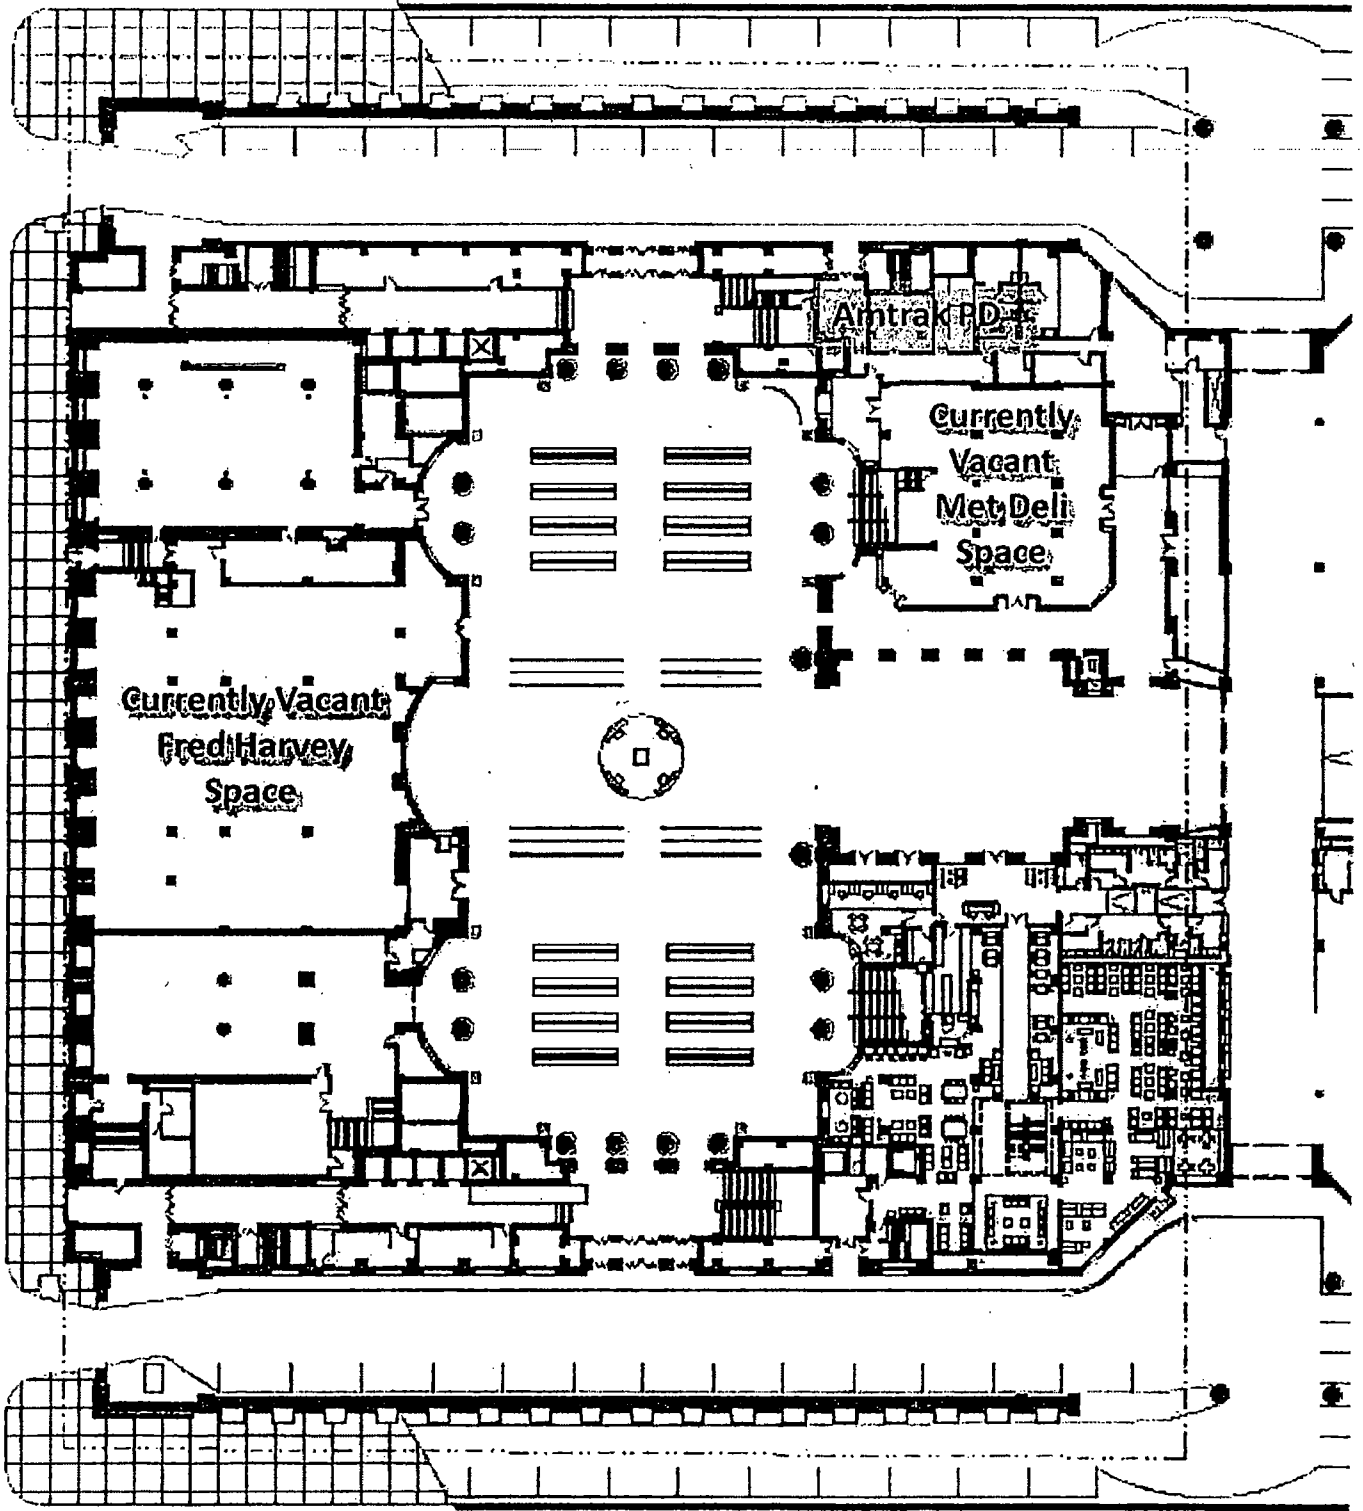 Amtrak PD
Currently
Vacant
Met Deli
Space
Currently Vacant
Fred Harvey
Space